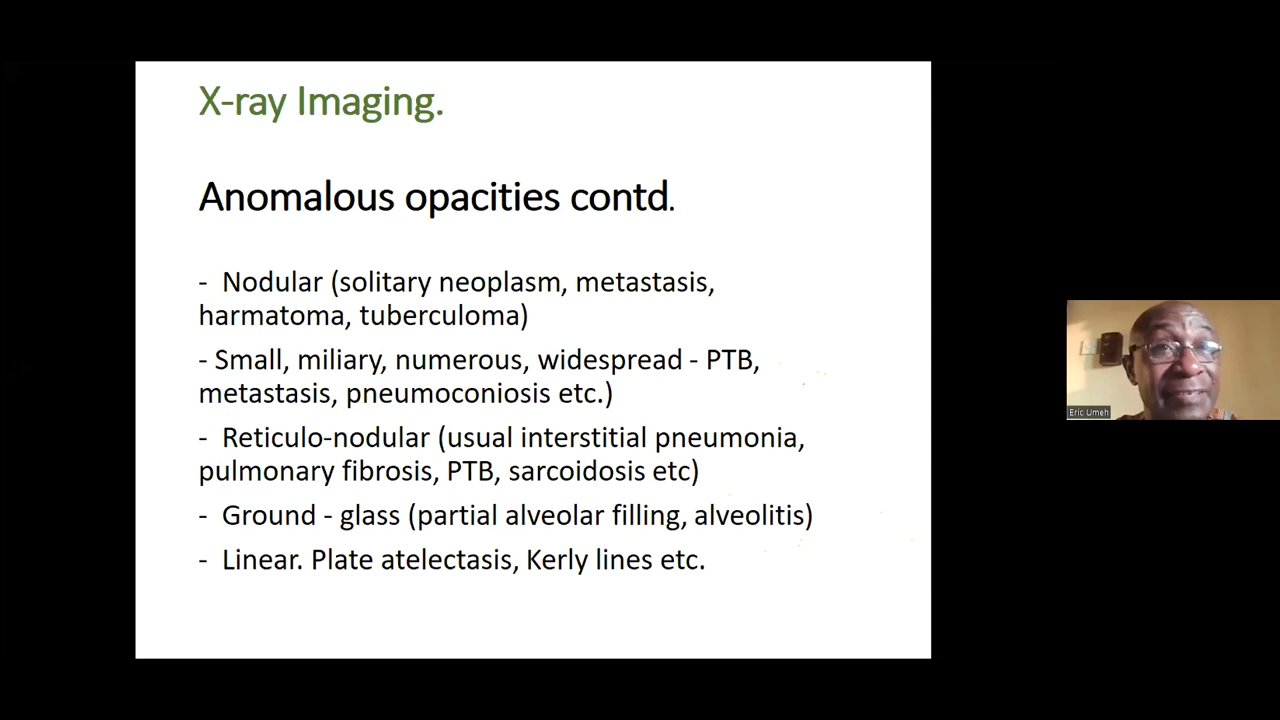 X-ray Imaging.
Anomalous opacities contd.
- Nodular (solitary neoplasm, metastasis,
harmatoma, tuberculoma)
- Small, miliary, numerous, widespread - PTB,
metastasis, pneumoconiosis etc.)
- Reticulo-nodular (usual interstitial pneumonia,
pulmonary fibrosis, PTB, sarcoidosis etc)
- Ground - glass (partial alveolar filling, alveolitis)
- Linear. Plate atelectasis, Kerly lines etc.
Eric Umeh